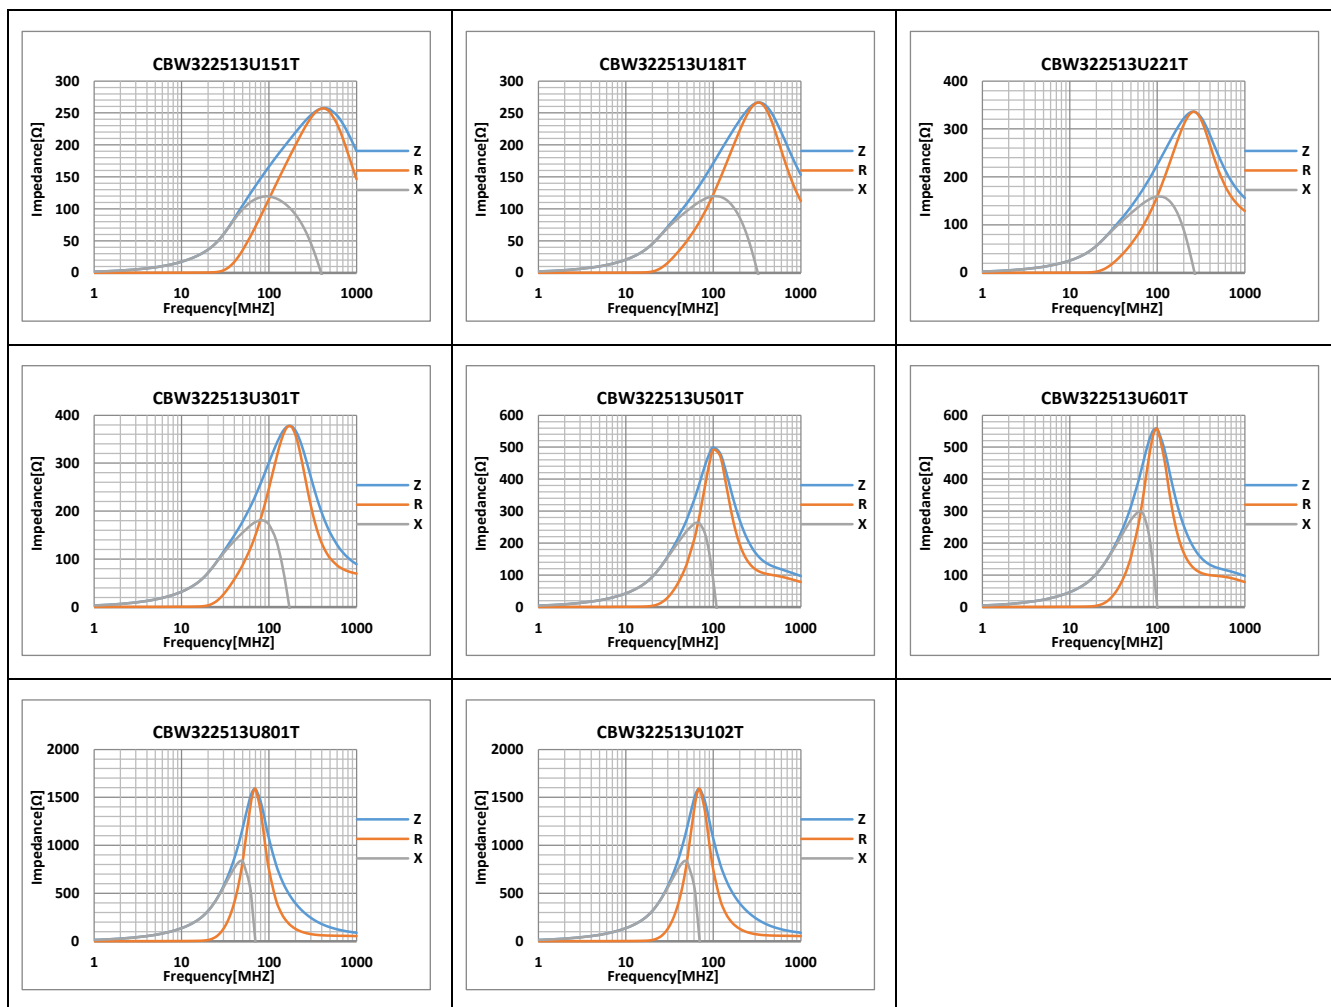 CBW322513U151T
Impedance[Ω]
300
250
200
150
100
50
0
1 10 100 1000
Frequency[MHZ]
Z
R
X
CBW322513U181T
Impedance[Ω]
300
250
200
150
100
50
0
1 10 100 1000
Frequency[MHZ]
Z
R
X
CBW322513U221T
Impedance[Ω]
400
300
200
100
0
1 10 100 1000
Frequency[MHZ]
Z
R
X
CBW322513U301T
Impedance[Ω]
400
300
200
100
0
1 10 100 1000
Frequency[MHZ]
Z
R
X
CBW322513U501T
Impedance[Ω]
600
500
400
300
200
100
0
1 10 100 1000
Frequency[MHZ]
Z
R
X
CBW322513U601T
Impedance[Ω]
600
500
400
300
200
100
0
1 10 100 1000
Frequency[MHZ]
Z
R
X
CBW322513U801T
Impedance[Ω]
2000
1500
1000
500
0
1 10 100 1000
Frequency[MHZ]
Z
R
X
CBW322513U102T
Impedance[Ω]
2000
1500
1000
500
0
1 10 100 1000
Frequency[MHZ]
Z
R
X